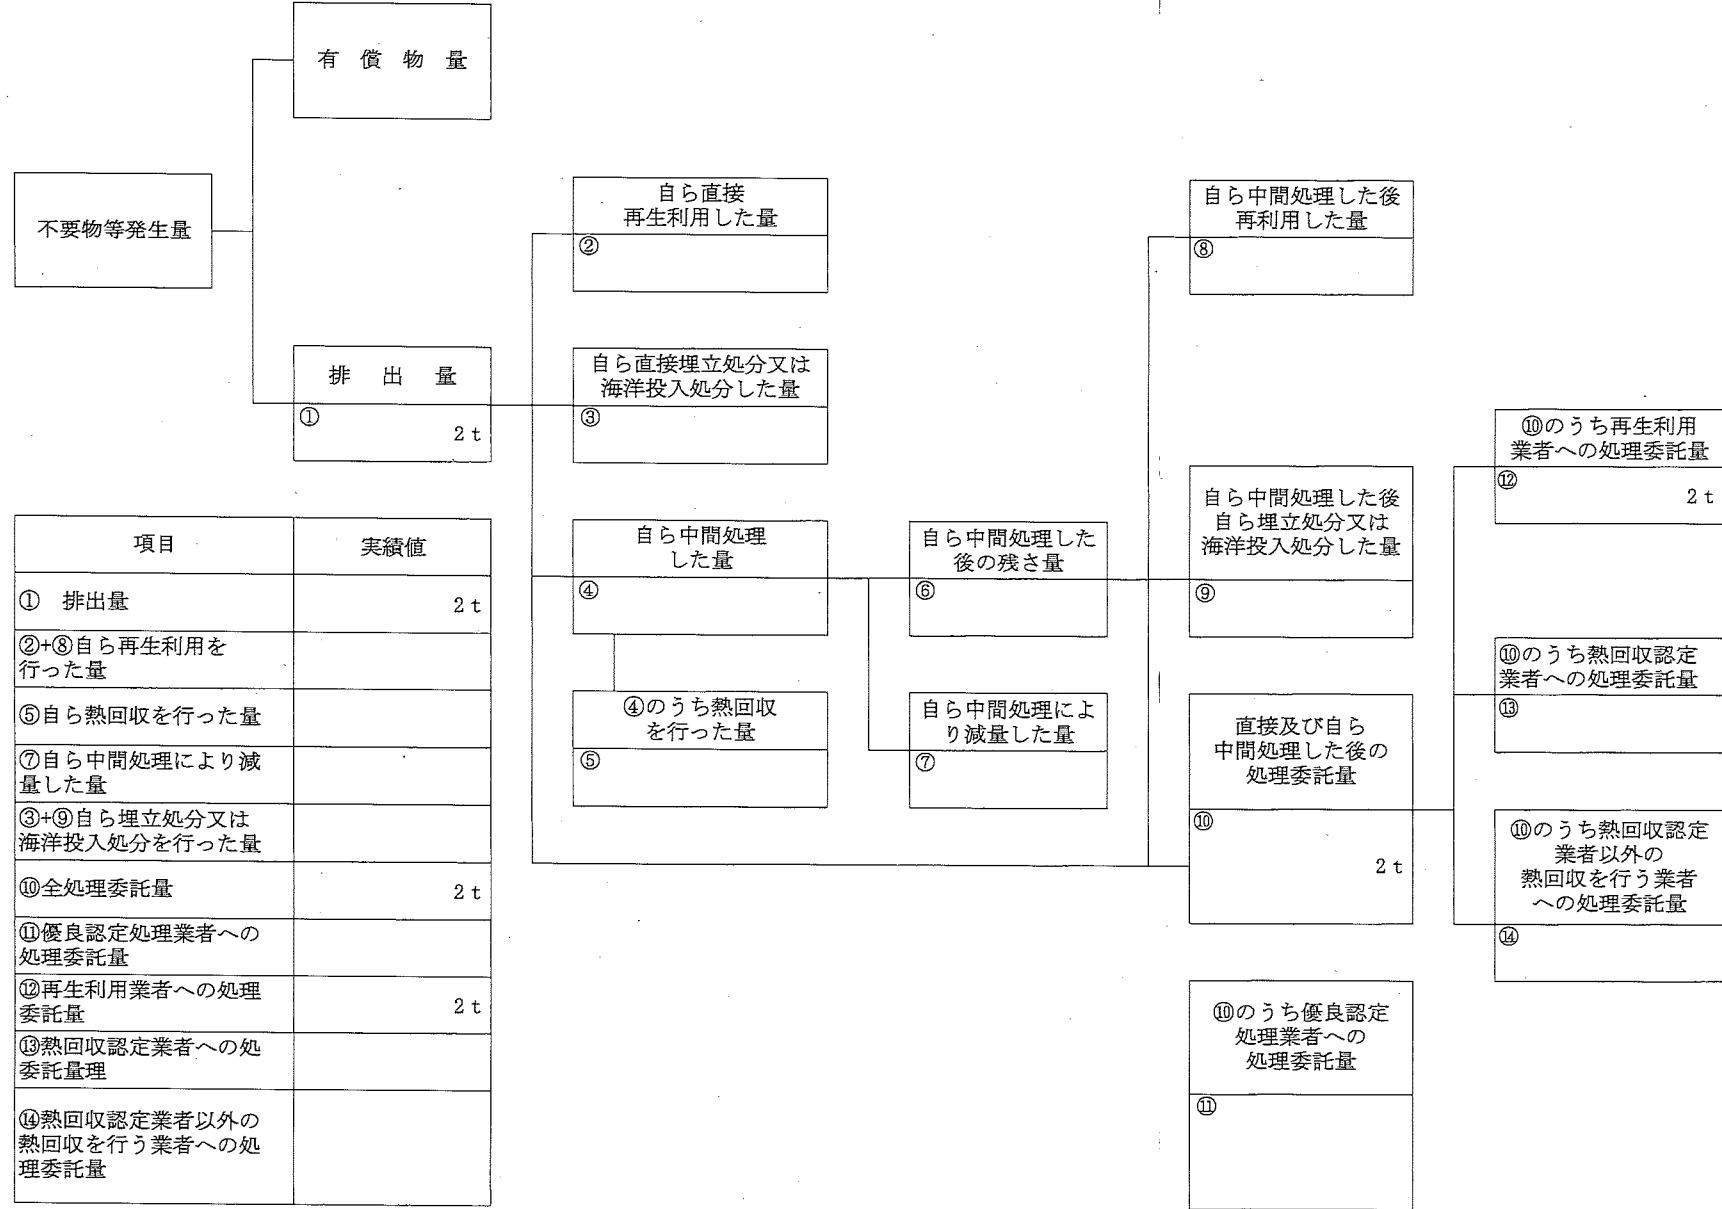 有 償 物 量
不要物等発生量
排 出 量
①
2 t
自ら直接
再生利用した量
②
自ら直接埋立処分又は
海洋投入処分した量
③
自ら中間処理
した量
④
④のうち熱回収
を行った量
⑤
自ら中間処理した
後の残さ量
⑥
自ら中間処理によ
り減量した量
⑦
自ら中間処理した後
再利用した量
⑧
自ら中間処理した後
自ら埋立処分又は
海洋投入処分した量
⑨
直接及び自ら
中間処理した後の
処理委託量
⑩
2 t
⑩のうち優良認定
処理業者への
処理委託量
⑪
⑩のうち再生利用
業者への処理委託量
⑫
2 t
⑩のうち熱回収認定
業者への処理委託量
⑬
⑩のうち熱回収認定
業者以外の
熱回収を行う業者
への処理委託量
⑭
項目 実績値
① 排出量 2 t
②+⑧自ら再生利用を
行った量
⑤自ら熱回収を行った量
⑦自ら中間処理により減
量した量
③+⑨自ら埋立処分又は
海洋投入処分を行った量
⑩全処理委託量 2 t
⑪優良認定処理業者への
処理委託量
⑫再生利用業者への処理
委託量 2 t
⑬熱回収認定業者への処
委託量理
⑭熱回収認定業者以外の
熱回収を行う業者への処
理委託量